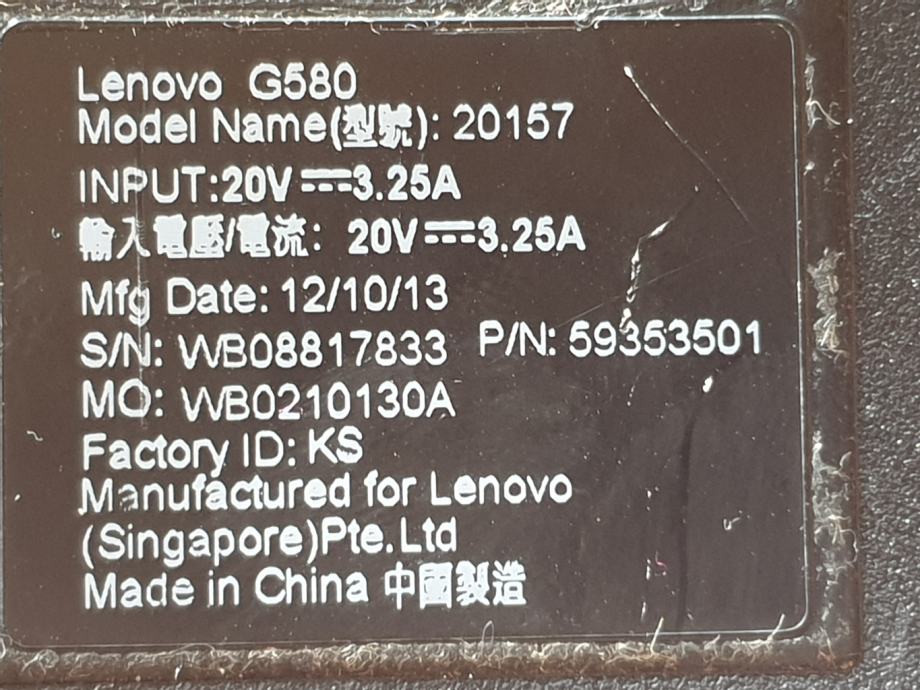 Lenovo G580
Model Name(型號): 20157
INPUT:20V⎓3.25A
輸入電壓/電流: 20V⎓3.25A
Mfg Date: 12/10/13
S/N: WB08817833 P/N: 59353501
MO: WB0210130A
Factory ID: KS
Manufactured for Lenovo
(Singapore)Pte.Ltd
Made in China 中國製造